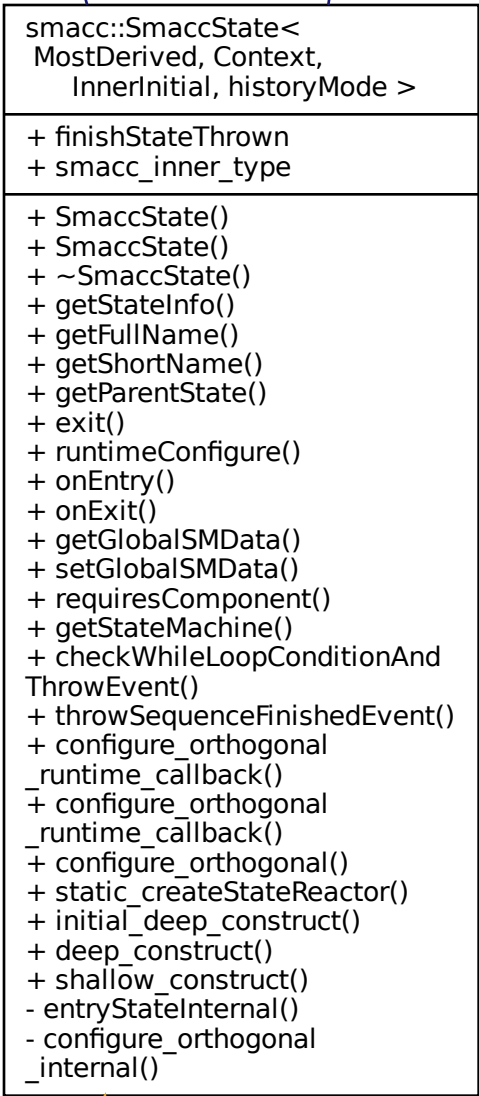 smacc::SmaccState<
MostDerived, Context,
InnerInitial, historyMode >
+ finishStateThrown
+ smacc_inner_type
+ SmaccState()
+ SmaccState()
+ ~SmaccState()
+ getStateInfo()
+ getFullName()
+ getShortName()
+ getParentState()
+ exit()
+ runtimeConfigure()
+ onEntry()
+ onExit()
+ getGlobalSMData()
+ setGlobalSMData()
+ requiresComponent()
+ getStateMachine()
+ checkWhileLoopConditionAnd
ThrowEvent()
+ throwSequenceFinishedEvent()
+ configure_orthogonal
_runtime_callback()
+ configure_orthogonal
_runtime_callback()
+ configure_orthogonal()
+ static_createStateReactor()
+ initial_deep_construct()
+ deep_construct()
+ shallow_construct()
- entryStateInternal()
- configure_orthogonal
_internal()